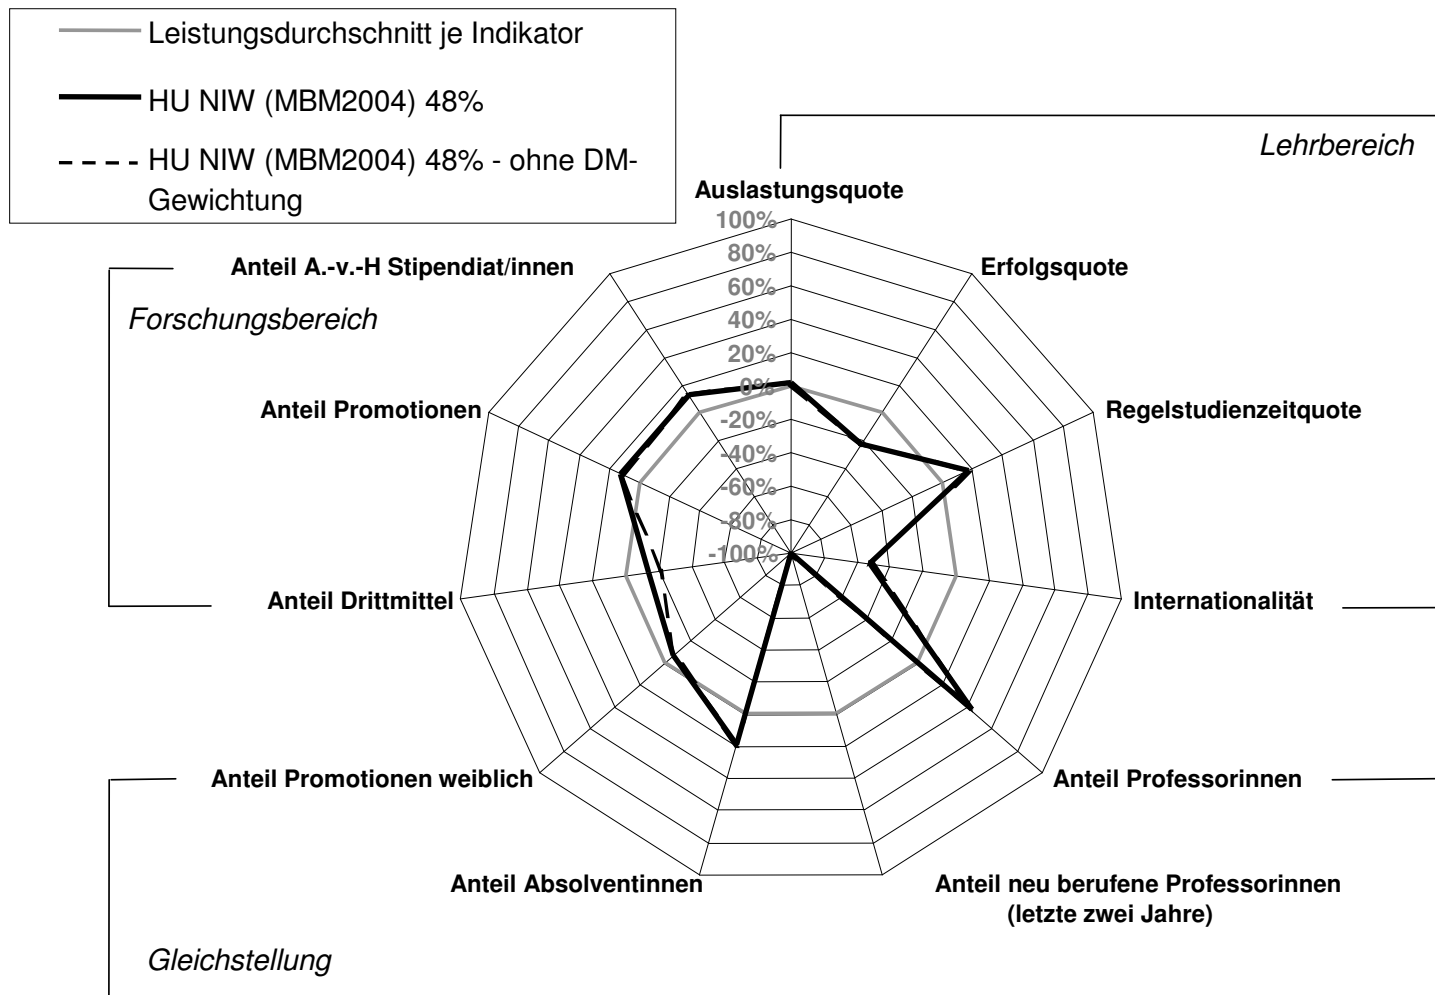 Leistungsdurchschnitt je Indikator
HU NIW (MBM2004) 48%
HU NIW (MBM2004) 48% - ohne DM-
Gewichtung
Lehrbereich
Auslastungsquote
100%
80%
60%
40%
20%
0%
-20%
-40%
-60%
-80%
-100%
Anteil A.-v.-H Stipendiat/innen
Erfolgsquote
Forschungsbereich
Anteil Promotionen
Regelstudienzeitquote
Anteil Drittmittel
Internationalität
Anteil Promotionen weiblich
Anteil Professorinnen
Anteil Absolventinnen
Anteil neu berufene Professorinnen
(letzte zwei Jahre)
Gleichstellung